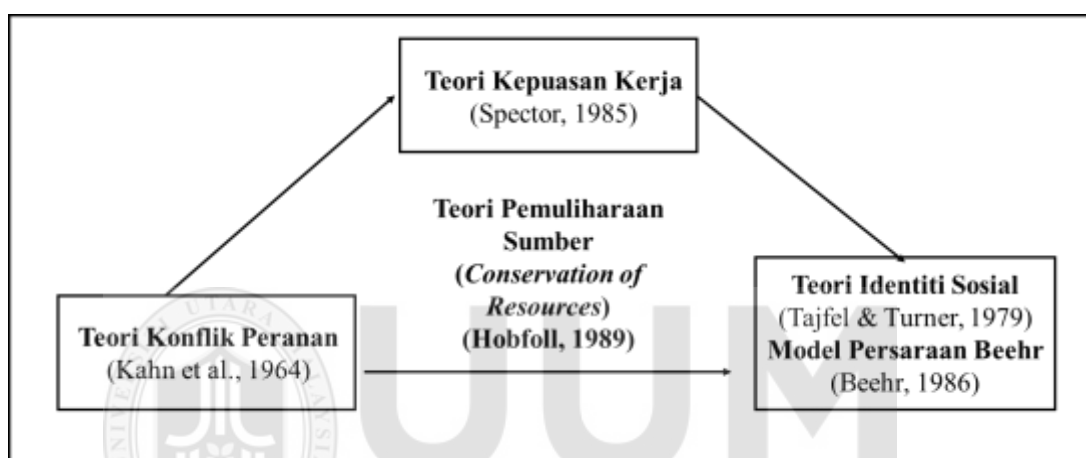 Teori Kepuasan Kerja
(Spector, 1985)
Teori Pemuliharaan
Sumber
(Conservation of
Resources)
(Hobfoll, 1989)
Teori Konflik Peranan
(Kahn et al., 1964)
Teori Identiti Sosial
(Tajfel & Turner, 1979)
Model Persaraan Beehr
(Beehr, 1986)
UUM